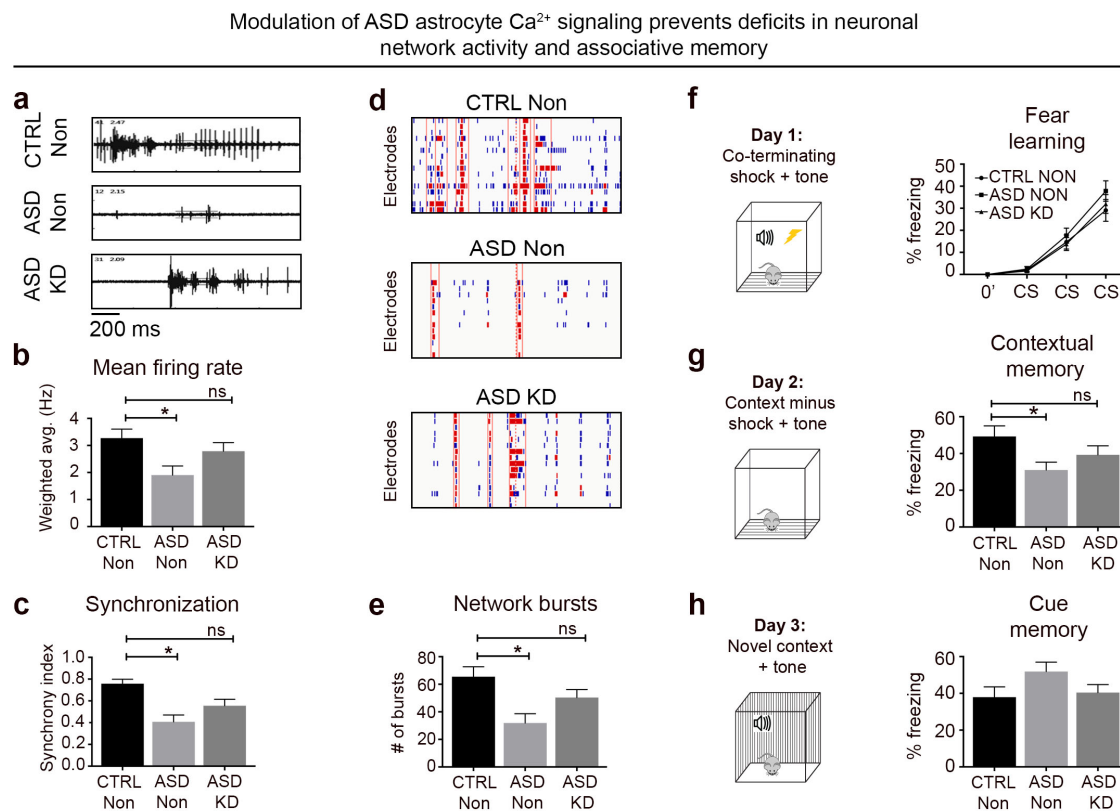 Modulation of ASD astrocyte Ca²⁺ signaling prevents deficits in neuronal
network activity and associative memory
a
CTRL
Non
41 2.47
ASD
Non
12 2.15
ASD
KD
31 2.09
200 ms
b
Mean firing rate
ns
*
Weighted avg. (Hz)
4
3
2
1
0
CTRL
Non
ASD
Non
ASD
KD
c
Synchronization
ns
*
Synchrony index
1.0
0.8
0.6
0.4
0.2
0.0
CTRL
Non
ASD
Non
ASD
KD
d
CTRL Non
Electrodes
ASD Non
Electrodes
ASD KD
Electrodes
e
Network bursts
ns
*
# of bursts
80
60
40
20
0
CTRL
Non
ASD
Non
ASD
KD
f
Day 1:
Co-terminating
shock + tone
Fear
learning
CTRL NON
ASD NON
ASD KD
% freezing
50
40
30
20
10
0
0'
CS
CS
CS
g
Day 2:
Context minus
shock + tone
Contextual
memory
ns
*
% freezing
60
40
20
0
CTRL
Non
ASD
Non
ASD
KD
h
Day 3:
Novel context
+ tone
Cue
memory
% freezing
60
40
20
0
CTRL
Non
ASD
Non
ASD
KD